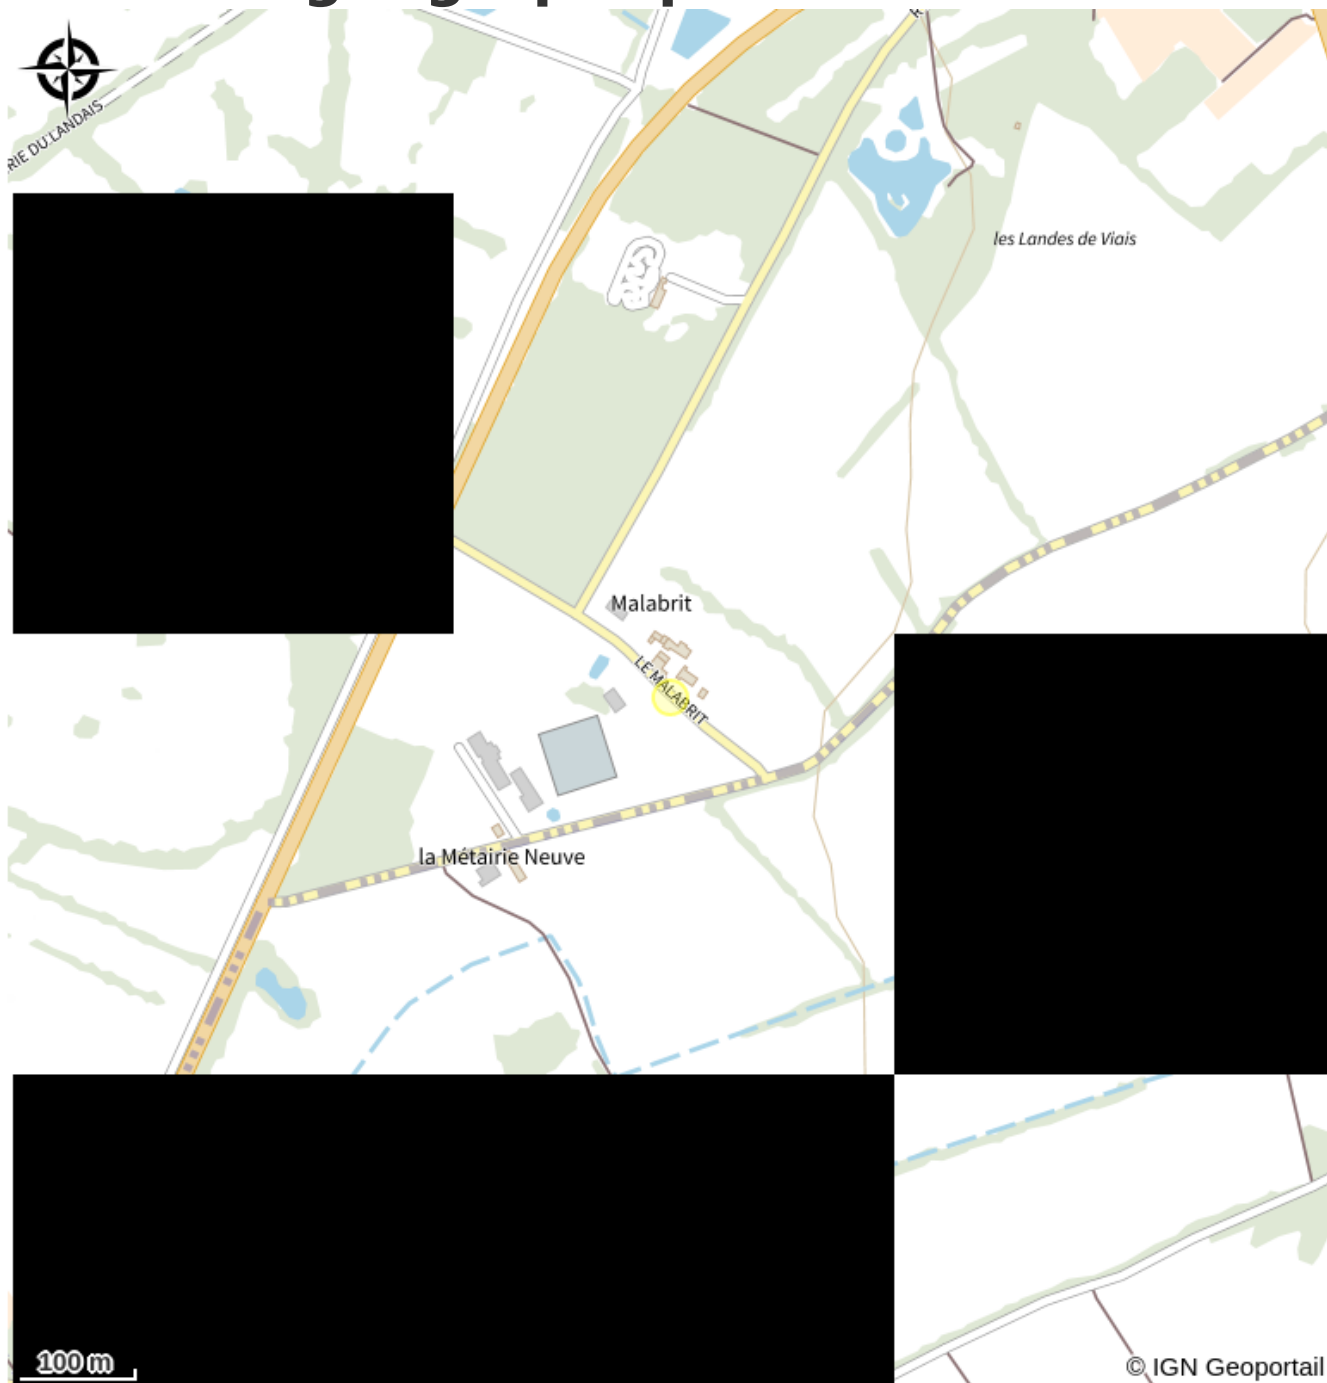 RIE DU LANDAIS
les Landes de Viais
Malabrit
LE MALABRIT
la Métairie Neuve
100 m
© IGN Geoportail